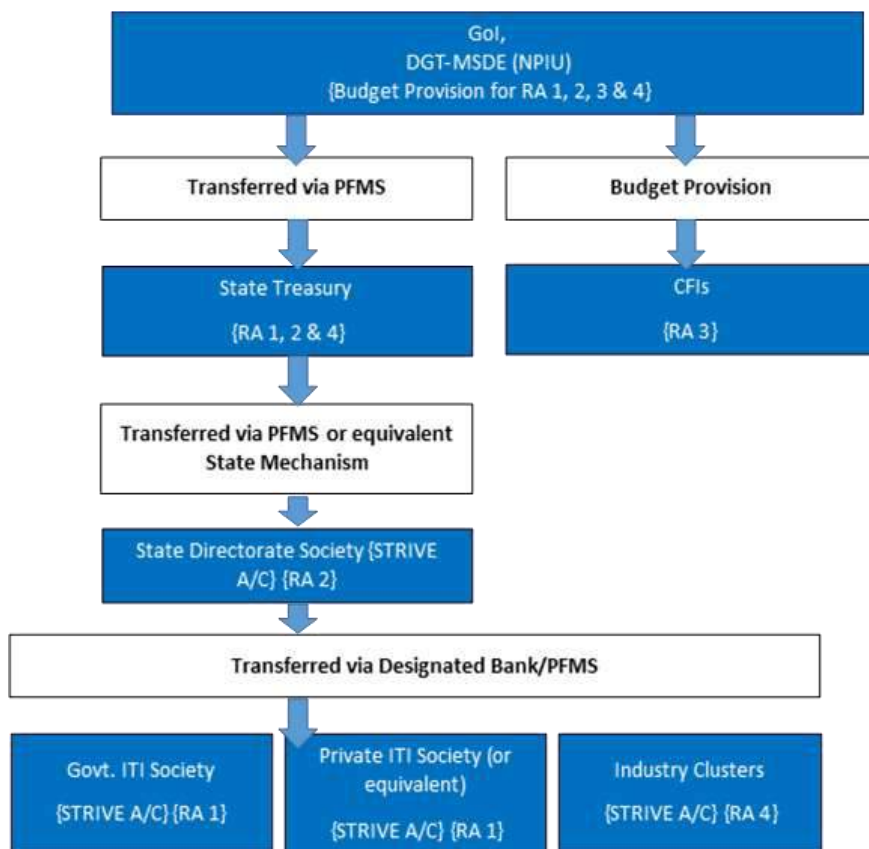 GoI,
DGT-MSDE (NPIU)
{Budget Provision for RA 1, 2, 3 & 4}
Transferred via PFMS
Budget Provision
State Treasury
{RA 1, 2 & 4}
CFIs
{RA 3}
Transferred via PFMS or equivalent
State Mechanism
State Directorate Society {STRIVE
A/C} {RA 2}
Transferred via Designated Bank/PFMS
Govt. ITI Society
{STRIVE A/C} {RA 1}
Private ITI Society (or
equivalent)
{STRIVE A/C} {RA 1}
Industry Clusters
{STRIVE A/C} {RA 4}